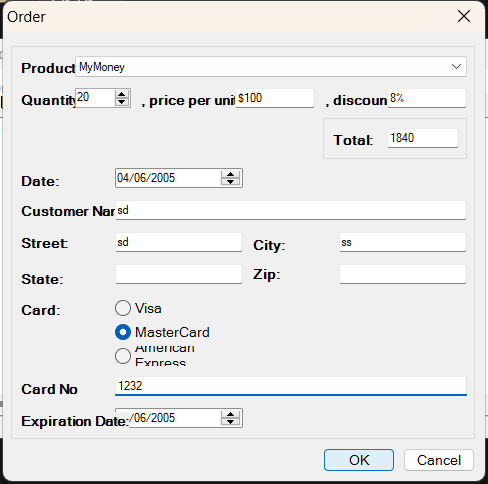 Order
Product MyMoney
Quantity 20 , price per unit $100 , discoun 8%
Total: 1840
Date: 04/06/2005
Customer Nar sd
Street: sd City: ss
State: Zip:
Card: Visa
MasterCard
American
Express
Card No 1232
Expiration Date: /06/2005
OK Cancel